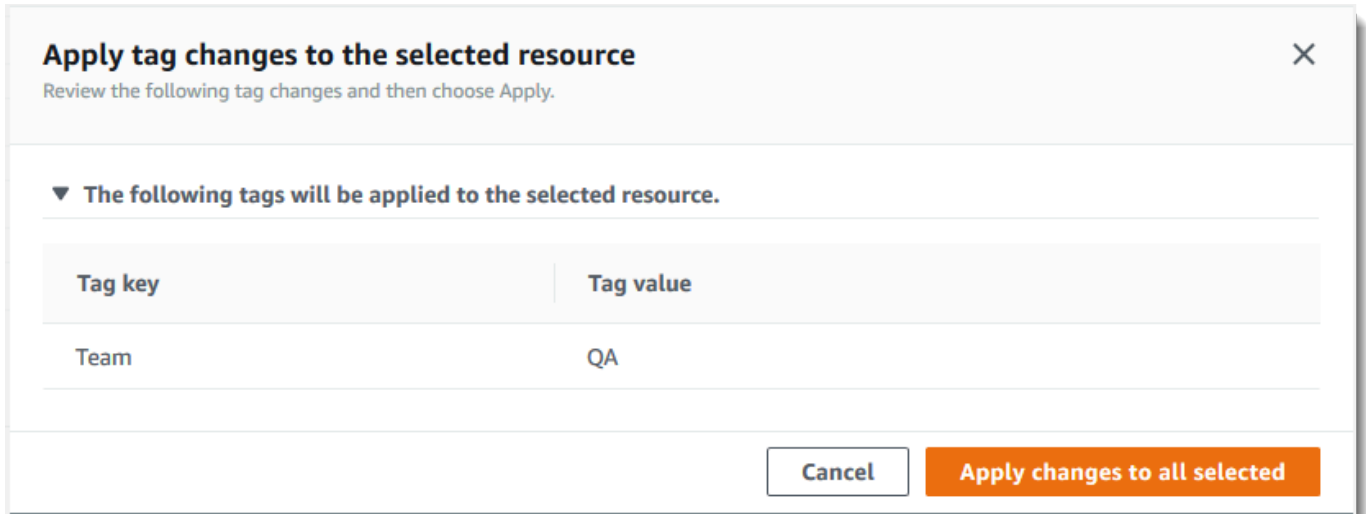 Apply tag changes to the selected resource
Review the following tag changes and then choose Apply.
The following tags will be applied to the selected resource.
Tag key Tag value
Team QA
Cancel Apply changes to all selected